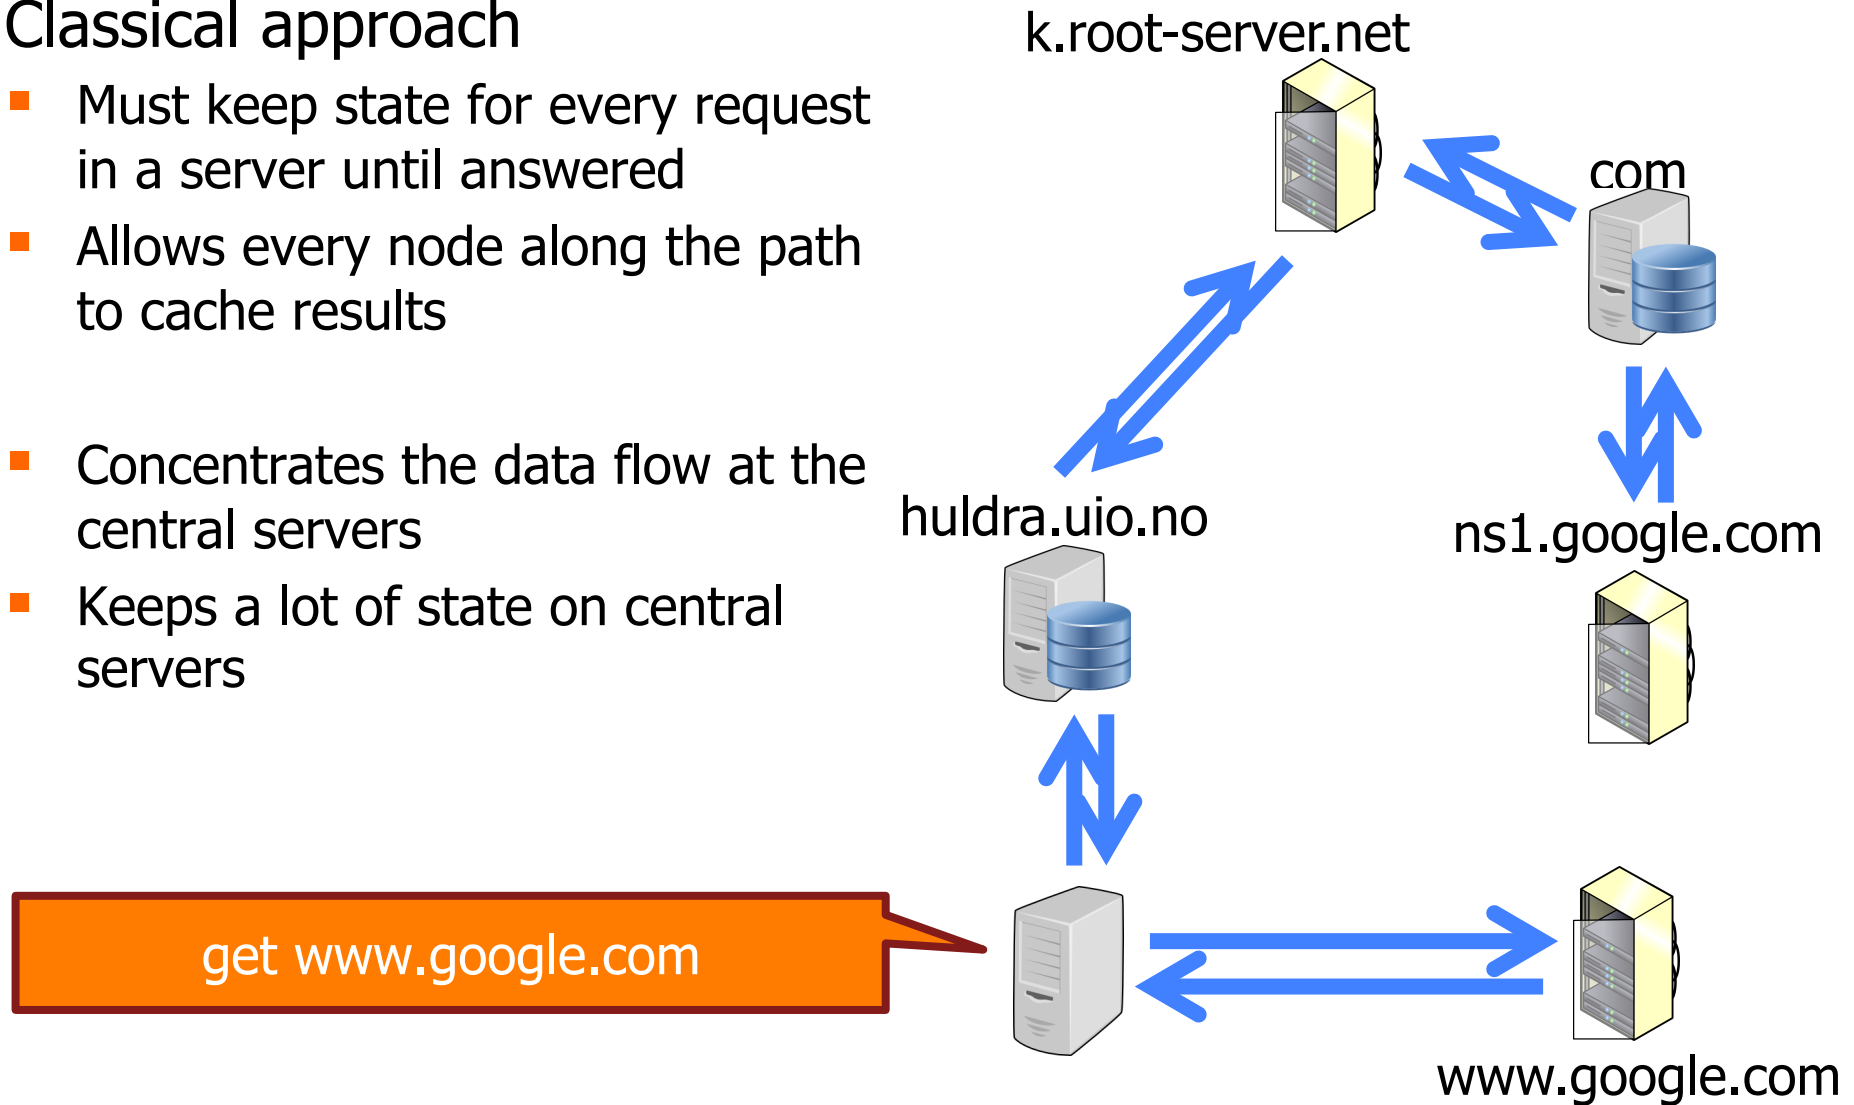 Classical approach
Must keep state for every request
in a server until answered
Allows every node along the path
to cache results
Concentrates the data flow at the
central servers
Keeps a lot of state on central
servers
k.root-server.net
com
huldra.uio.no
ns1.google.com
get www.google.com
www.google.com